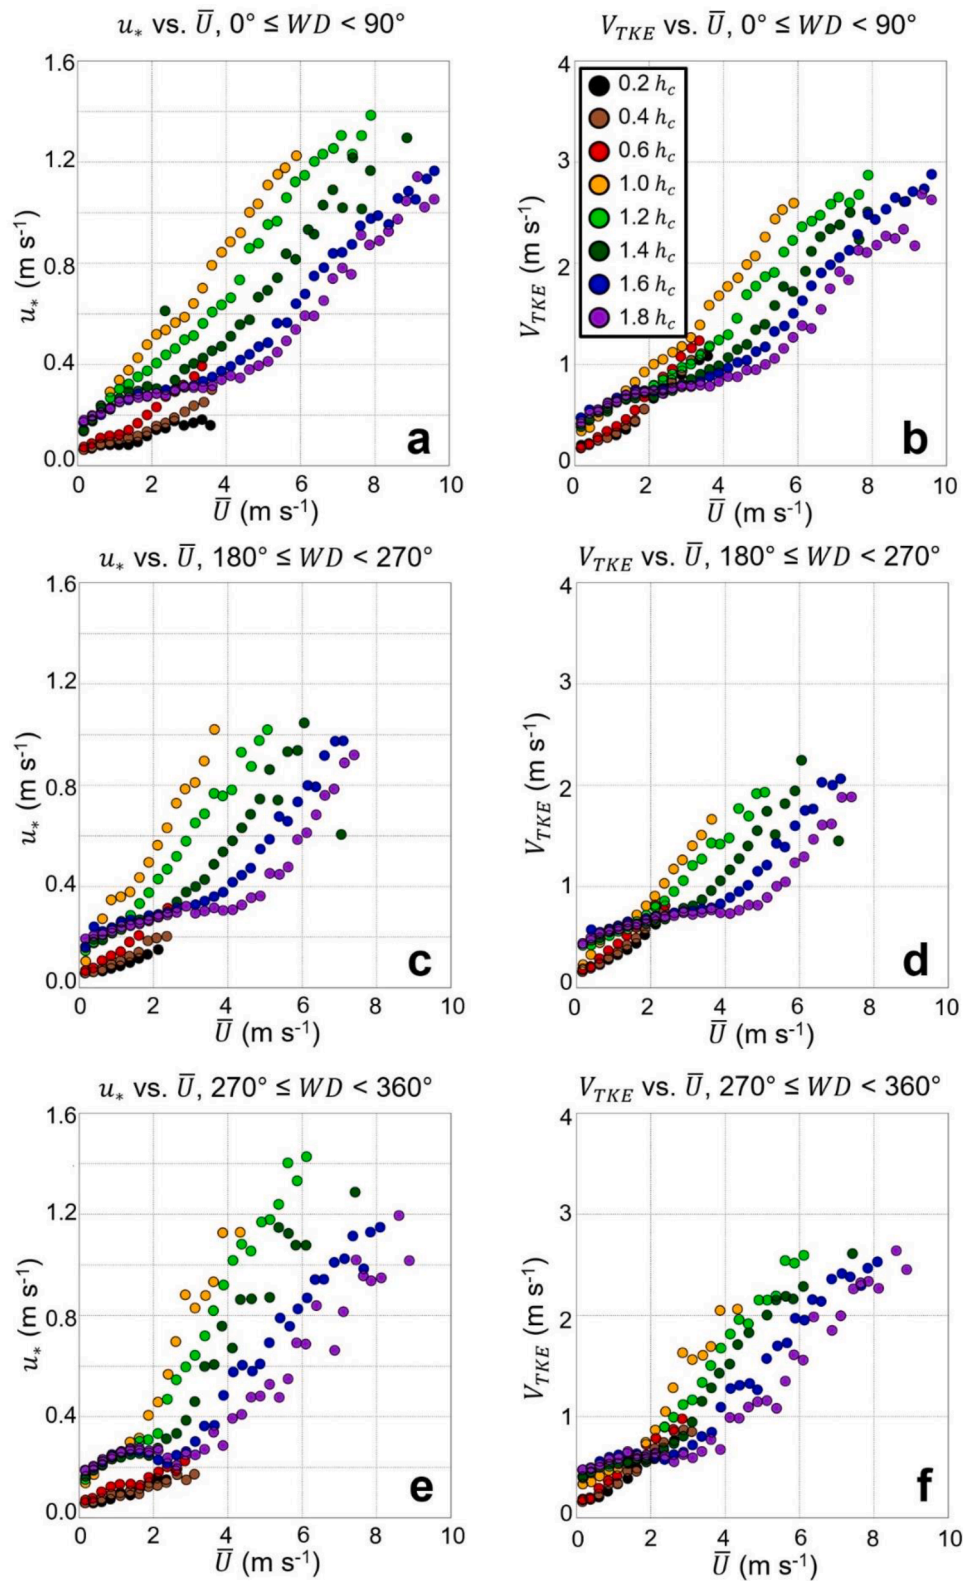 u* vs. U̅, 0° ≤ WD < 90°
1.6
1.2
0.8
0.4
0.0
u* (m s-1)
0 2 4 6 8 10
U̅ (m s-1)
a
V_TKE vs. U̅, 0° ≤ WD < 90°
4
3
2
1
0
V_TKE (m s-1)
0.2 h_c
0.4 h_c
0.6 h_c
1.0 h_c
1.2 h_c
1.4 h_c
1.6 h_c
1.8 h_c
0 2 4 6 8 10
U̅ (m s-1)
b
u* vs. U̅, 180° ≤ WD < 270°
1.6
1.2
0.8
0.4
0.0
u* (m s-1)
0 2 4 6 8 10
U̅ (m s-1)
c
V_TKE vs. U̅, 180° ≤ WD < 270°
4
3
2
1
0
V_TKE (m s-1)
0 2 4 6 8 10
U̅ (m s-1)
d
u* vs. U̅, 270° ≤ WD < 360°
1.6
1.2
0.8
0.4
0.0
u* (m s-1)
0 2 4 6 8 10
U̅ (m s-1)
e
V_TKE vs. U̅, 270° ≤ WD < 360°
4
3
2
1
0
V_TKE (m s-1)
0 2 4 6 8 10
U̅ (m s-1)
f